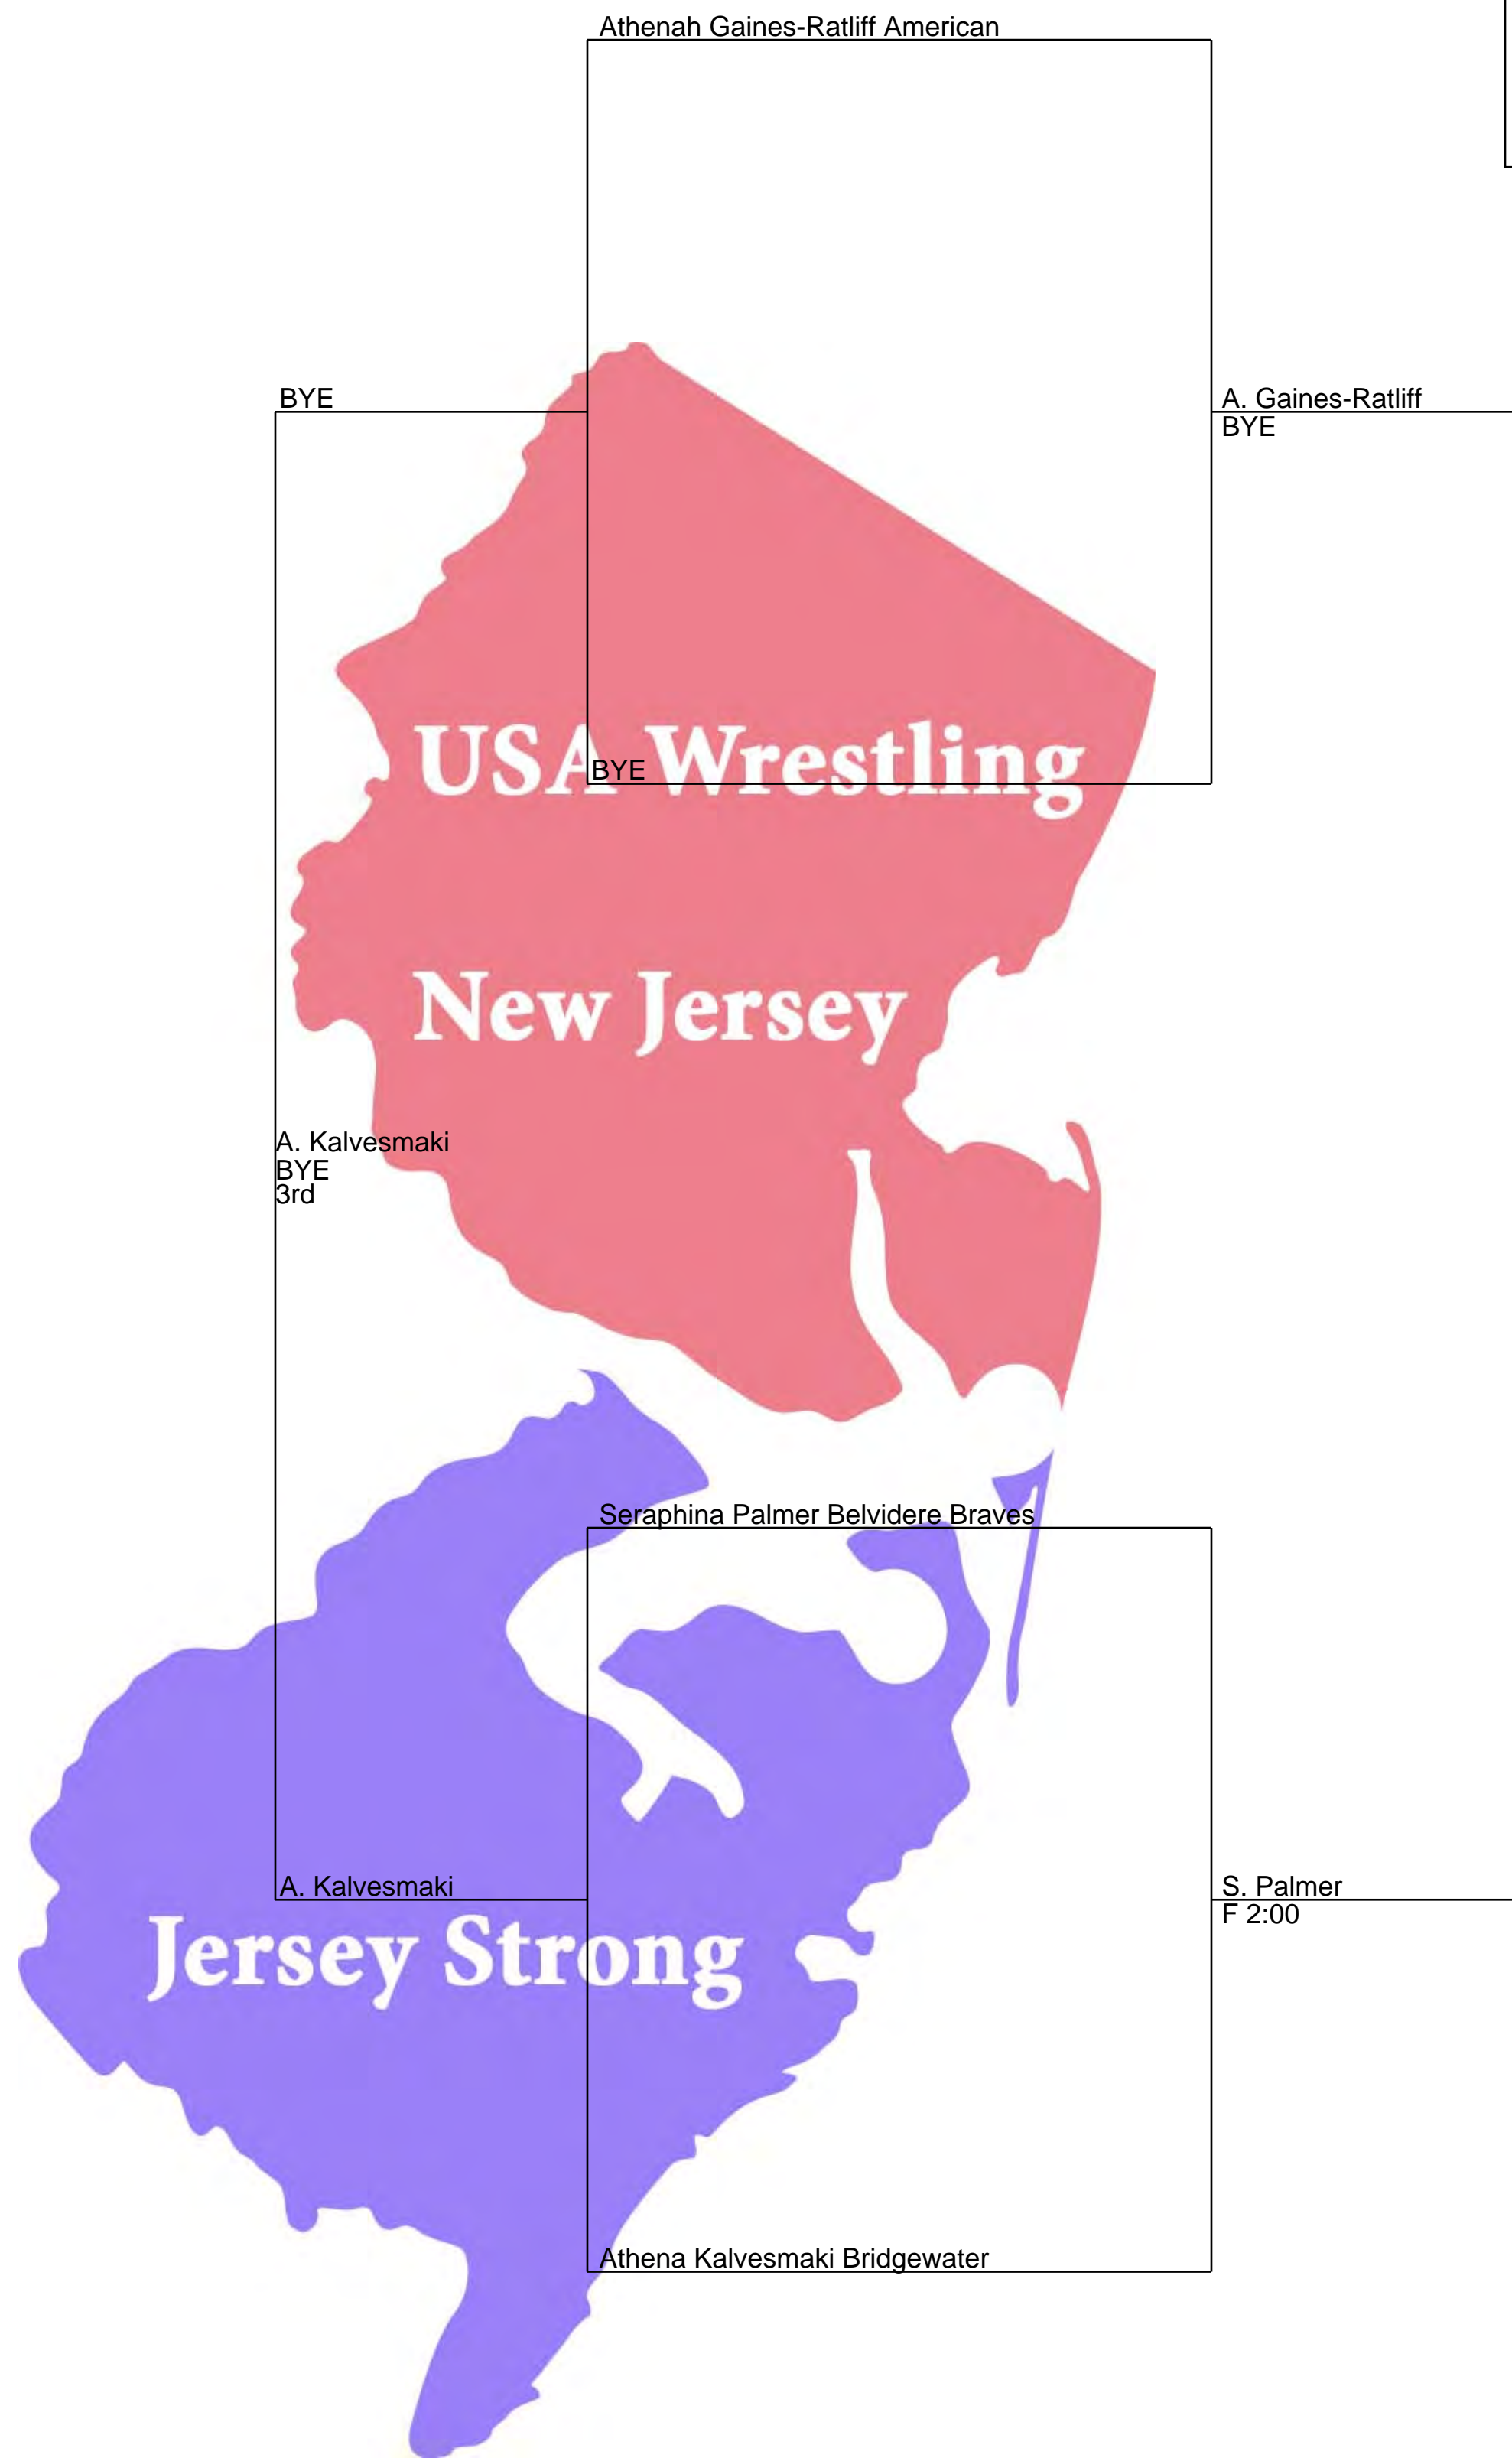 Athenah Gaines-Ratliff American
BYE
A. Gaines-Ratliff
BYE
USA Wrestling
BYE
New Jersey
A. Kalvesmaki
BYE
3rd
Seraphina Palmer Belvidere Braves
A. Kalvesmaki
S. Palmer
F 2:00
Jersey Strong
Athena Kalvesmaki Bridgewater